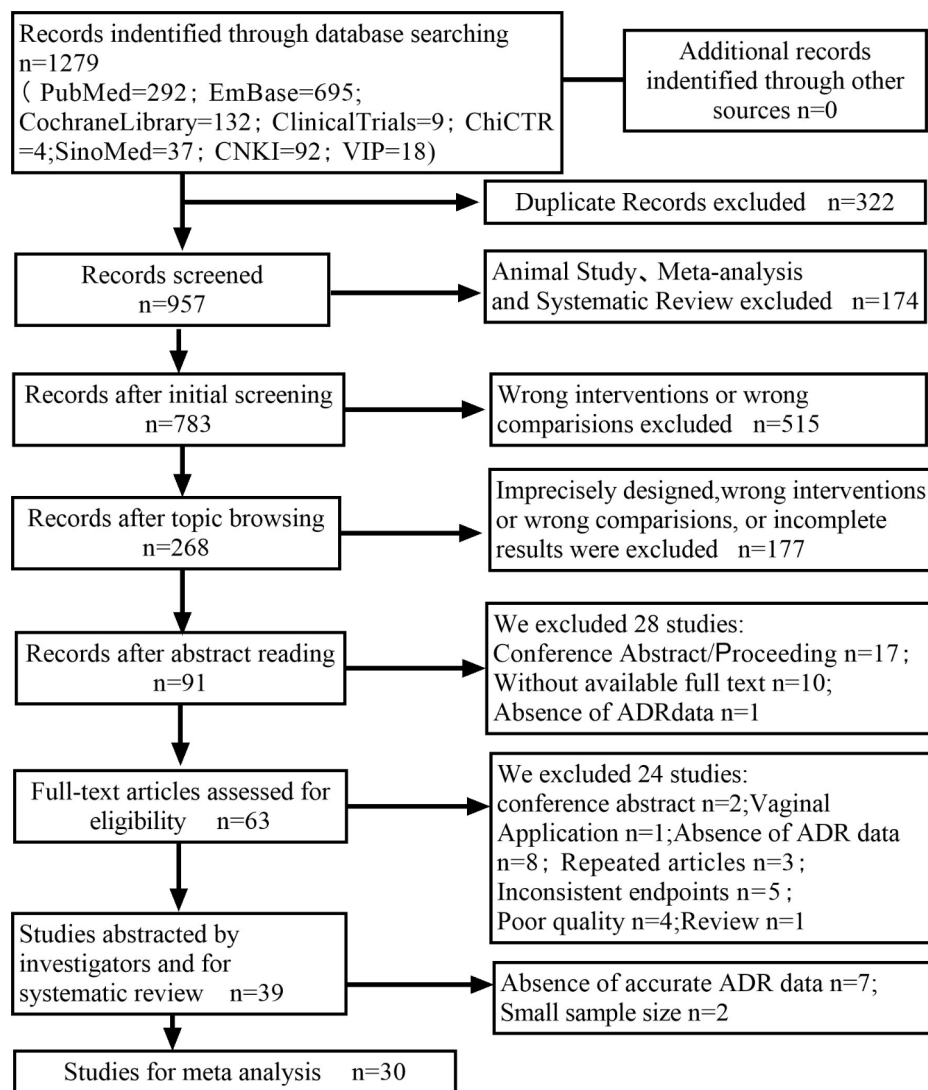 Records indentified through database searching
n=1279
( PubMed=292; EmBase=695;
CochraneLibrary=132; ClinicalTrials=9; ChiCTR
=4;SinoMed=37; CNKI=92; VIP=18)
Additional records
indentified through other
sources n=0
Duplicate Records excluded n=322
Records screened
n=957
Animal Study、Meta-analysis
and Systematic Review excluded n=174
Records after initial screening
n=783
Wrong interventions or wrong
comparisions excluded n=515
Records after topic browsing
n=268
Imprecisely designed,wrong interventions
or wrong comparisions, or incomplete
results were excluded n=177
Records after abstract reading
n=91
We excluded 28 studies:
Conference Abstract/Proceeding n=17;
Without available full text n=10;
Absence of ADRdata n=1
Full-text articles assessed for
eligibility n=63
We excluded 24 studies:
conference abstract n=2;Vaginal
Application n=1;Absence of ADR data
n=8; Repeated articles n=3;
Inconsistent endpoints n=5;
Poor quality n=4;Review n=1
Studies abstracted by
investigators and for
systematic review n=39
Absence of accurate ADR data n=7;
Small sample size n=2
Studies for meta analysis n=30